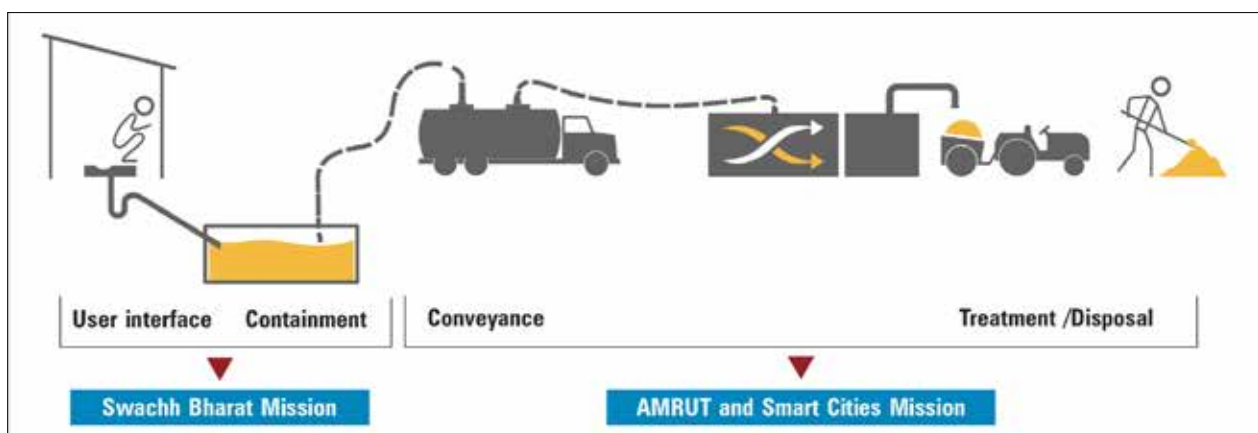 User interface Containment Conveyance Treatment /Disposal
Swachh Bharat Mission AMRUT and Smart Cities Mission